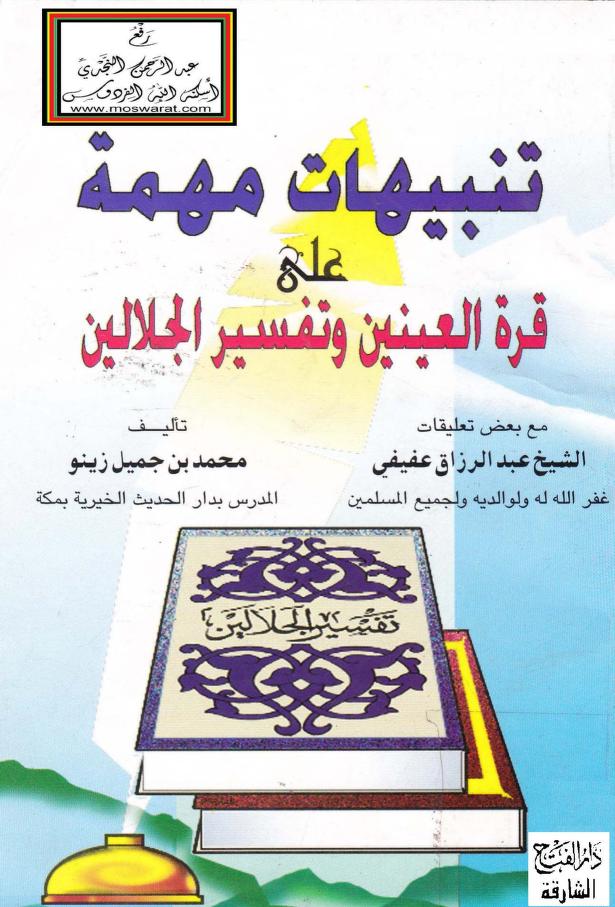 رفع
عبد الرحمن النجدي
أسكنه الله الفردوس
www.moswarat.com
تنبيهات مهمة
على
قرة العينين وتفسير الجلالين
مع بعض تعليقات
الشيخ عبد الرزاق عفيفي
غفر الله له ولوالديه ولجميع المسلمين
تأليــف
محمد بن جميل زينو
المدرس بدار الحديث الخيرية بمكة
تفسير الجلالين
دار الفتح
الشارقة